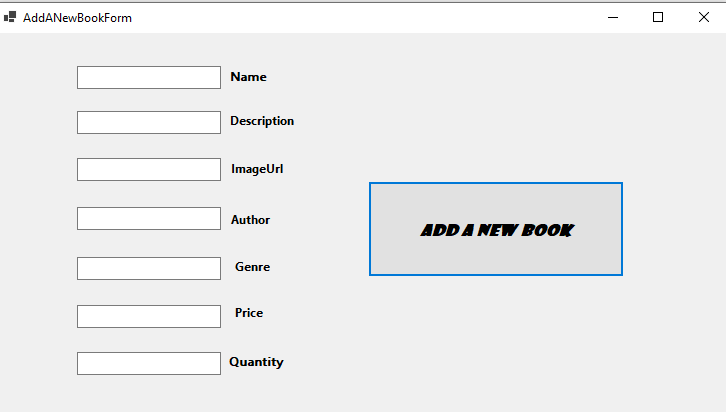 AddANewBookForm
Name
Description
ImageUrl
Author
Genre
Price
Quantity
ADD A NEW BOOK